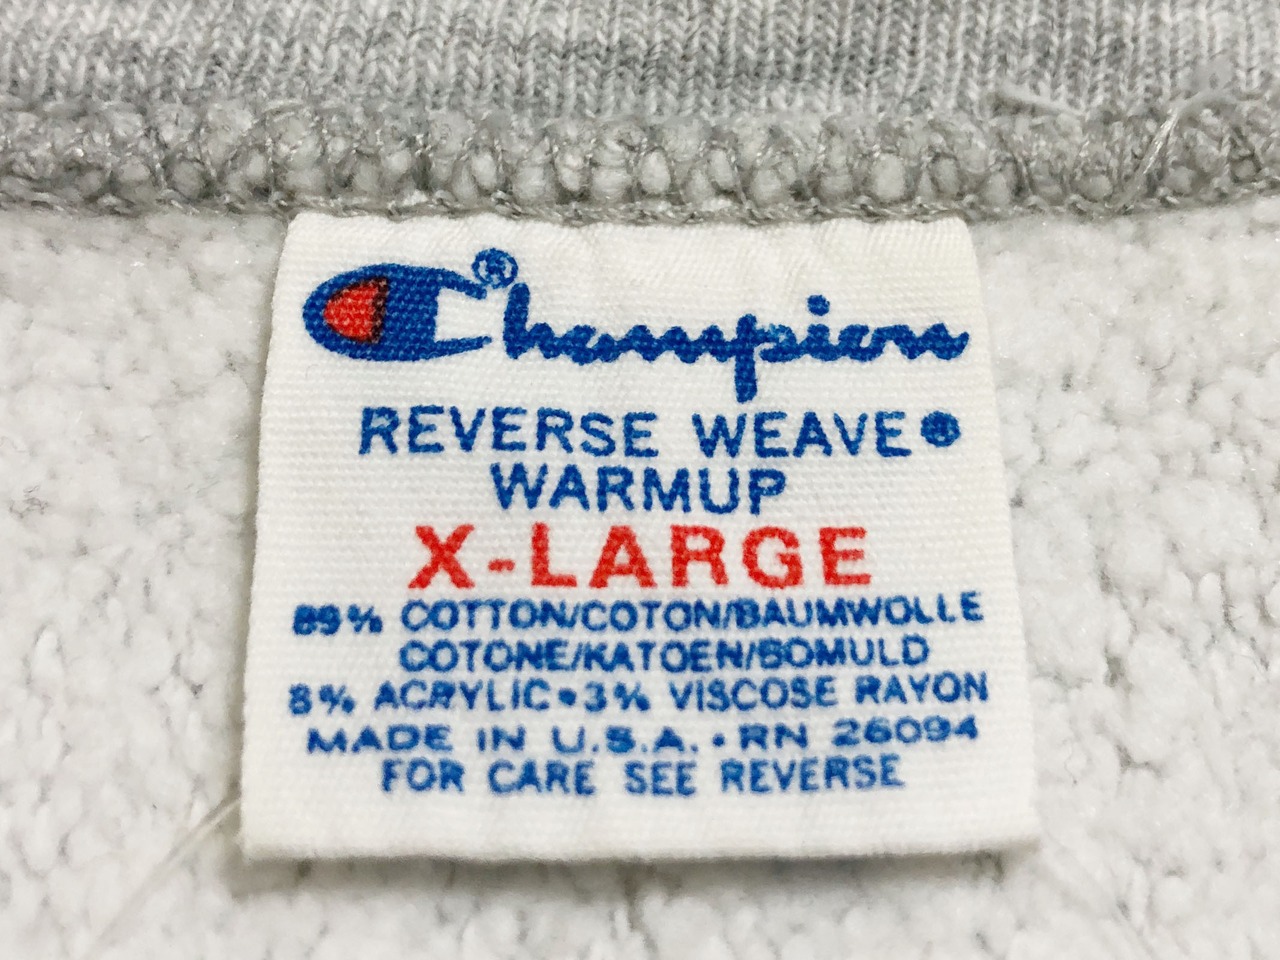 Champion®
REVERSE WEAVE®
WARMUP
X-LARGE
89% COTTON/COTON/BAUMWOLLE
COTONE/KATOEN/BOMULD
8% ACRYLIC•3% VISCOSE RAYON
MADE IN U.S.A. • RN 26094
FOR CARE SEE REVERSE